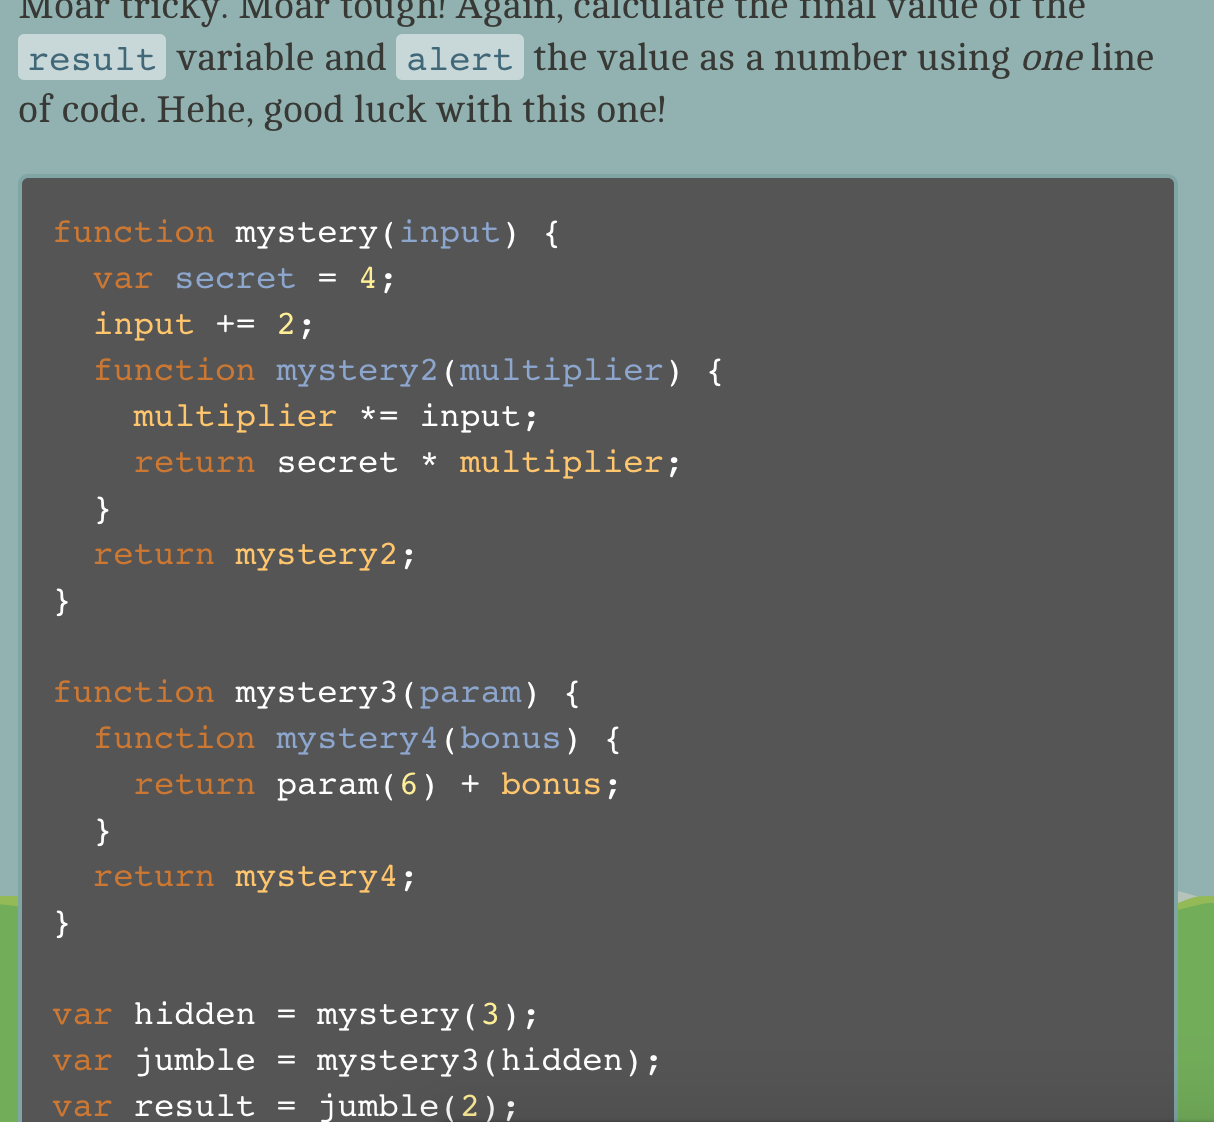 Moar tricky. Moar tough! Again, calculate the final value of the
result variable and alert the value as a number using one line
of code. Hehe, good luck with this one!
function mystery(input) {
  var secret = 4;
  input += 2;
  function mystery2(multiplier) {
    multiplier *= input;
    return secret * multiplier;
  }
  return mystery2;
}
function mystery3(param) {
  function mystery4(bonus) {
    return param(6) + bonus;
  }
  return mystery4;
}
var hidden = mystery(3);
var jumble = mystery3(hidden);
var result = jumble(2);